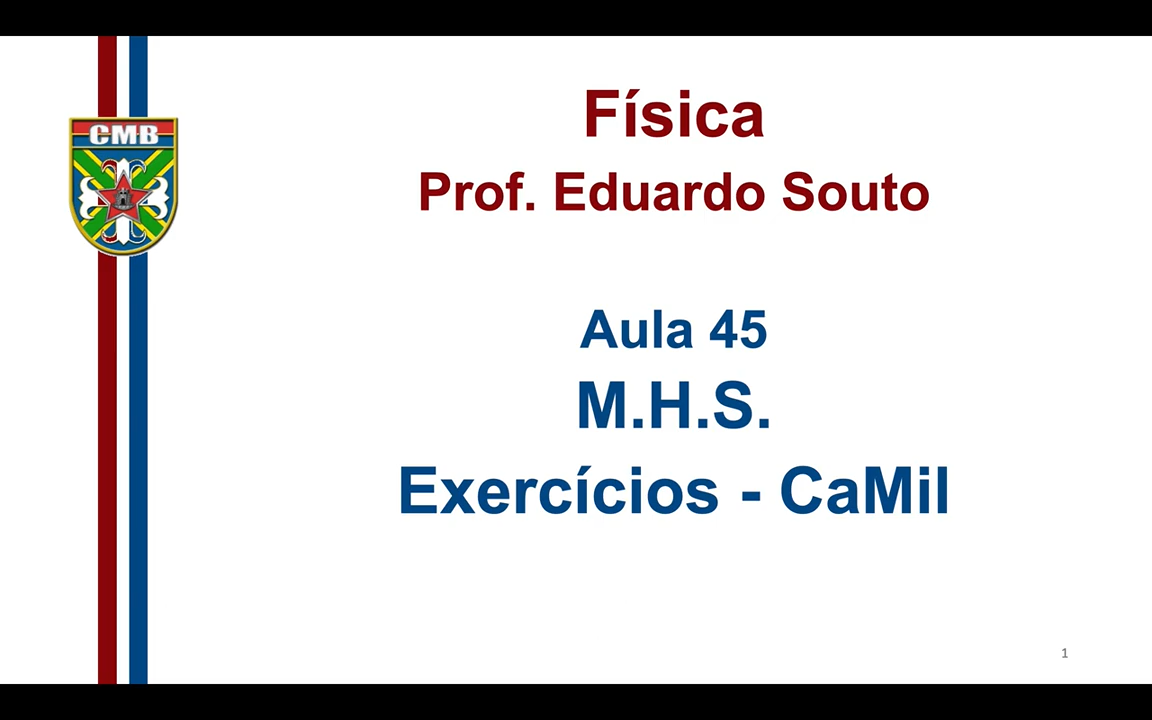 CMB
Física
Prof. Eduardo Souto
Aula 45
M.H.S.
Exercícios - CaMil
1